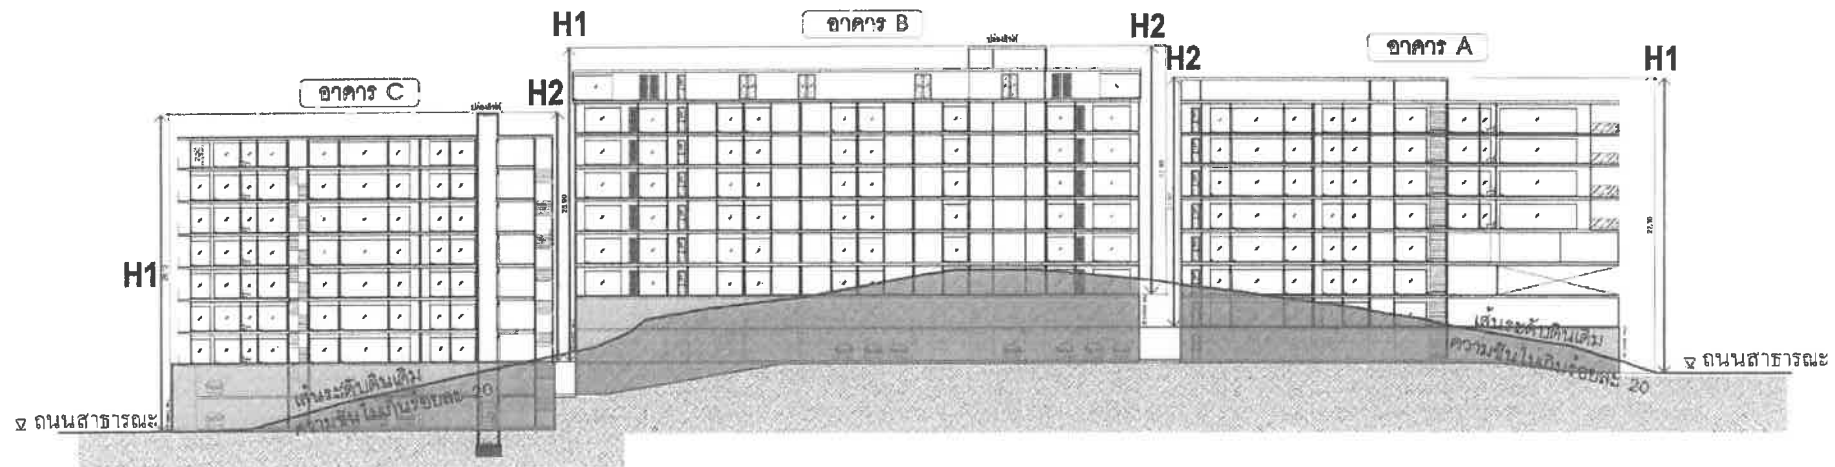 อาคาร C
H2
H1
H1
อาคาร B
H2
H2
อาคาร A
H1
27.10
เส้นระดับดินเดิม
ความชันไม่เกินร้อยละ 20
เส้นระดับดินเดิม
ความชันไม่เกินร้อยละ 20
ถนนสาธารณะ
ถนนสาธารณะ